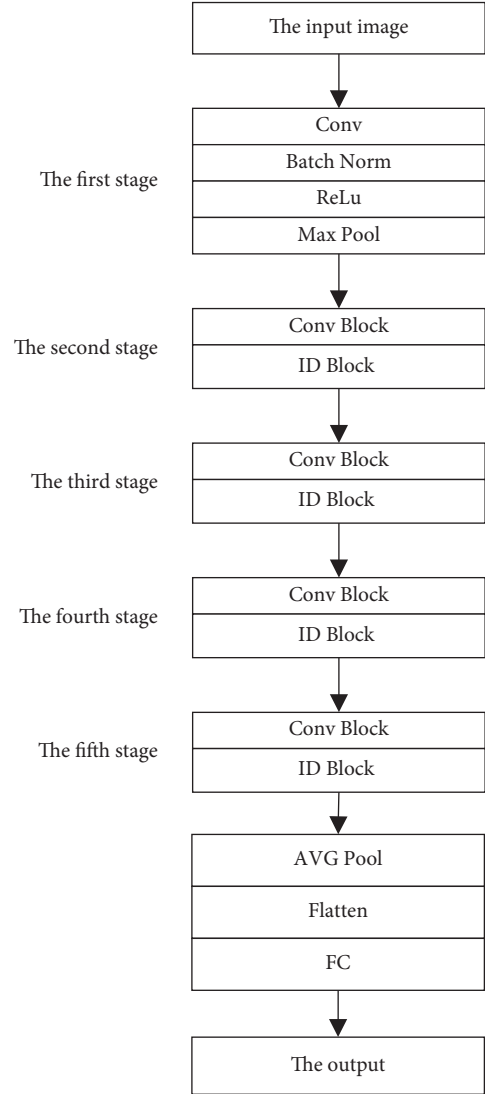 The input image
The first stage
Conv
Batch Norm
ReLu
Max Pool
The second stage
Conv Block
ID Block
The third stage
Conv Block
ID Block
The fourth stage
Conv Block
ID Block
The fifth stage
Conv Block
ID Block
AVG Pool
Flatten
FC
The output